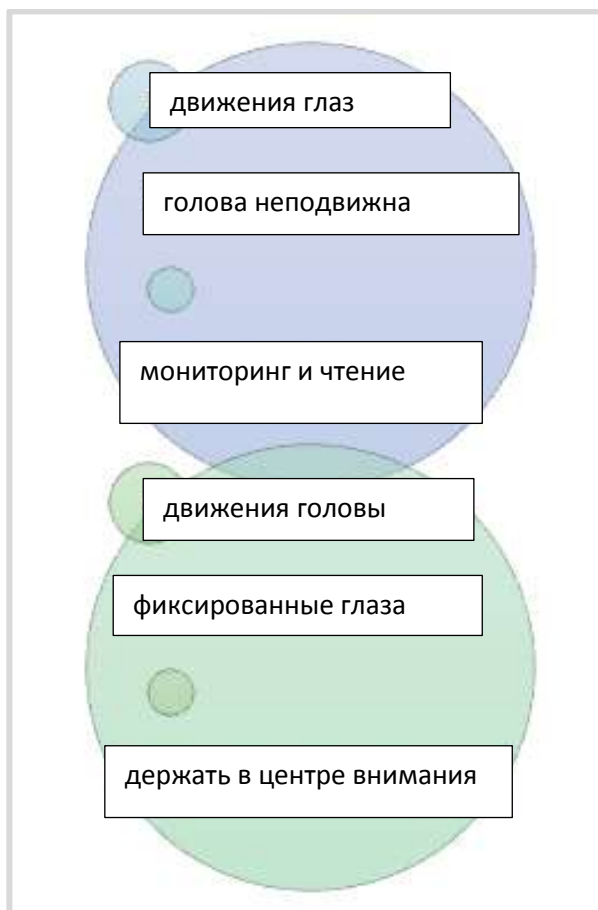 движения глаз
голова неподвижна
мониторинг и чтение
движения головы
фиксированные глаза
держать в центре внимания